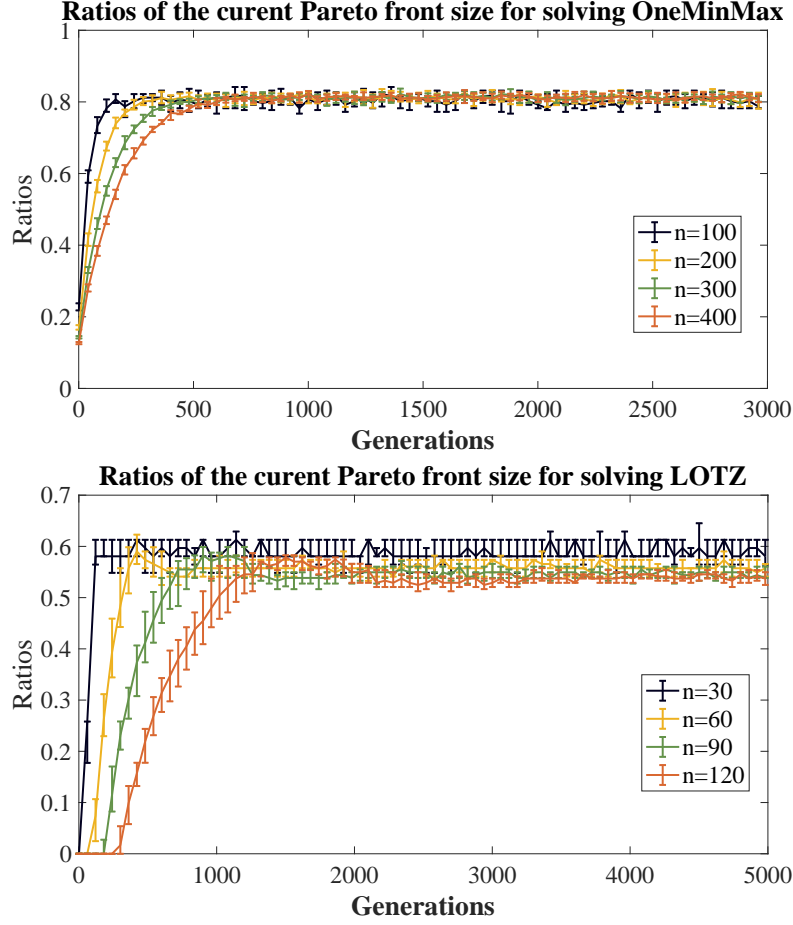 Ratios of the curent Pareto front size for solving OneMinMax
1
0.8
0.6
0.4
0.2
0
Ratios
n=100
n=200
n=300
n=400
0 500 1000 1500 2000 2500 3000
Generations
Ratios of the curent Pareto front size for solving LOTZ
0.7
0.6
0.5
0.4
0.3
0.2
0.1
0
Ratios
n=30
n=60
n=90
n=120
0 1000 2000 3000 4000 5000
Generations